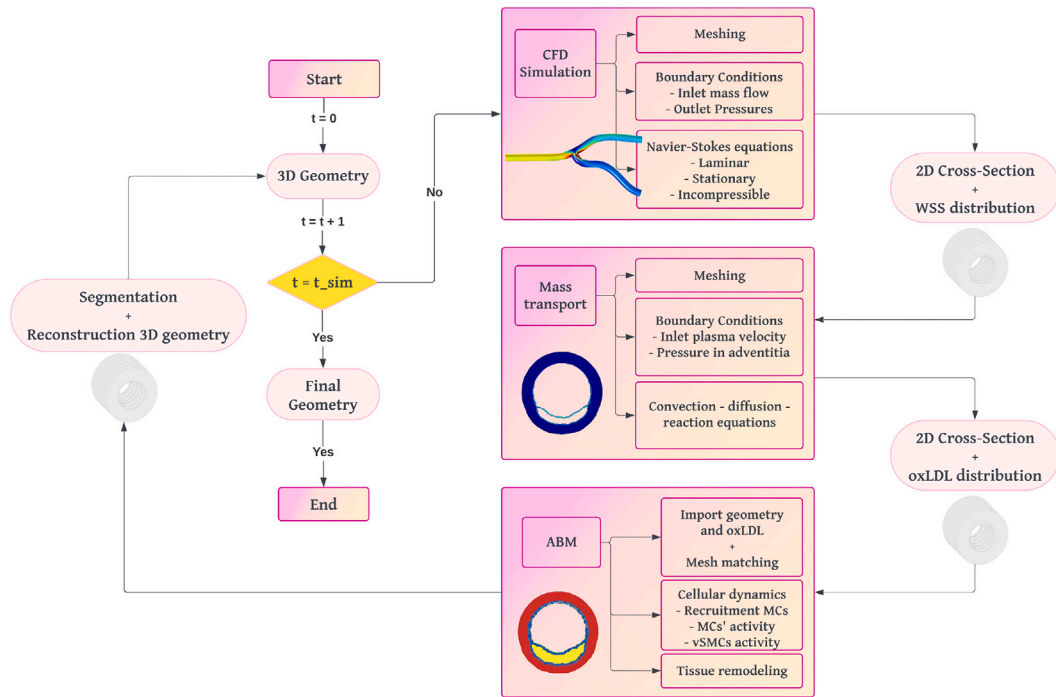 Start
t = 0
3D Geometry
t = t + 1
t = t_sim
No
Yes
Final
Geometry
Yes
End
Segmentation
+
Reconstruction 3D geometry
CFD
Simulation
Meshing
Boundary Conditions
- Inlet mass flow
- Outlet Pressures
Navier-Stokes equations
- Laminar
- Stationary
- Incompressible
2D Cross-Section
+
WSS distribution
Mass
transport
Meshing
Boundary Conditions
- Inlet plasma velocity
- Pressure in adventitia
Convection - diffusion -
reaction equations
2D Cross-Section
+
oxLDL distribution
ABM
Import geometry
and oxLDL
+
Mesh matching
Cellular dynamics
- Recruitment MCs
- MCs' activity
- vSMCs activity
Tissue remodeling